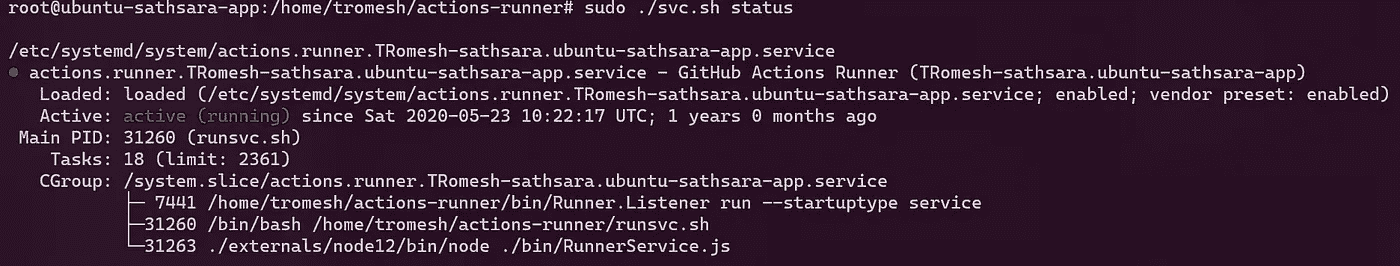 root@ubuntu-sathsara-app:/home/tromesh/actions-runner# sudo ./svc.sh status
/etc/systemd/system/actions.runner.TRomesh-sathsara.ubuntu-sathsara-app.service
● actions.runner.TRomesh-sathsara.ubuntu-sathsara-app.service - GitHub Actions Runner (TRomesh-sathsara.ubuntu-sathsara-app)
Loaded: loaded (/etc/systemd/system/actions.runner.TRomesh-sathsara.ubuntu-sathsara-app.service; enabled; vendor preset: enabled)
Active: active (running) since Sat 2020-05-23 10:22:17 UTC; 1 years 0 months ago
Main PID: 31260 (runsvc.sh)
Tasks: 18 (limit: 2361)
CGroup: /system.slice/actions.runner.TRomesh-sathsara.ubuntu-sathsara-app.service
├─ 7441 /home/tromesh/actions-runner/bin/Runner.Listener run --startuptype service
├─31260 /bin/bash /home/tromesh/actions-runner/runsvc.sh
└─31263 ./externals/node12/bin/node ./bin/RunnerService.js